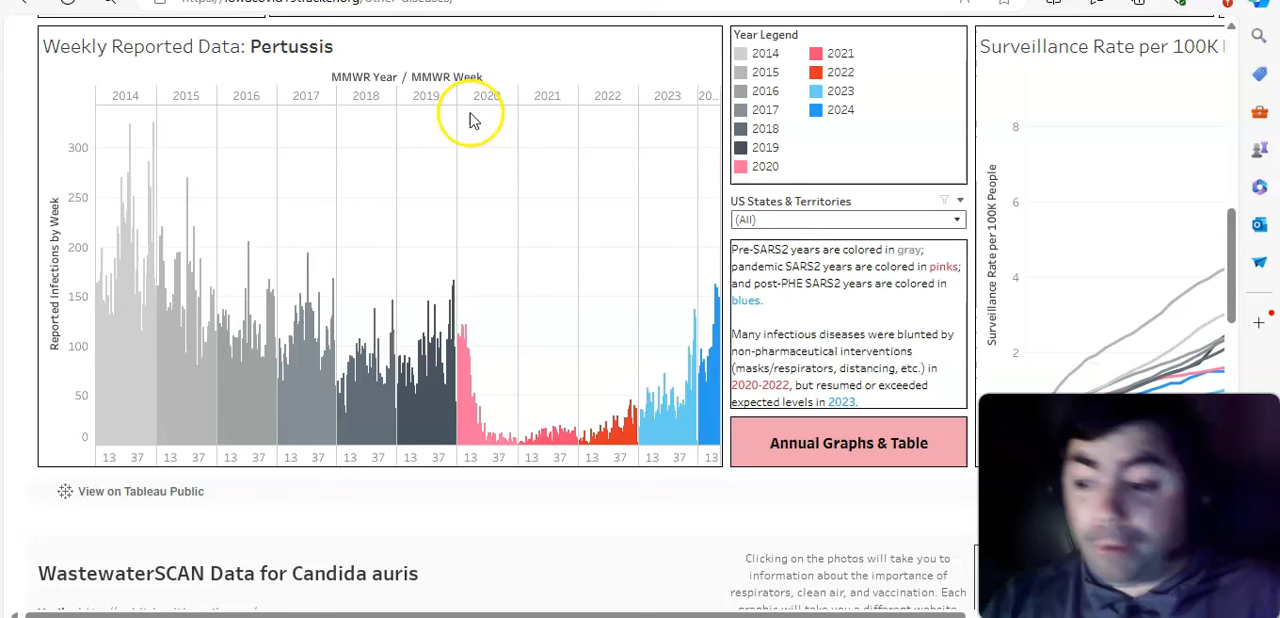 https://iowacovid19tracker.org/other-diseases/
Weekly Reported Data: Pertussis
MMWR Year / MMWR Week
2014 2015 2016 2017 2018 2019 2020 2021 2022 2023 20..
Reported Infections by Week
300
250
200
150
100
50
0
13 37 13 37 13 37 13 37 13 37 13 37 13 37 13 37 13 37 13 37 13
View on Tableau Public
Year Legend
2014
2015
2016
2017
2018
2019
2020
2021
2022
2023
2024
US States & Territories
(All)
Pre-SARS2 years are colored in gray;
pandemic SARS2 years are colored in pinks;
and post-PHE SARS2 years are colored in
blues.
Many infectious diseases were blunted by
non-pharmaceutical interventions
(masks/respirators, distancing, etc.) in
2020-2022, but resumed or exceeded
expected levels in 2023.
Annual Graphs & Table
Surveillance Rate per 100K
Surveillance Rate per 100K People
8
6
4
2
WastewaterSCAN Data for Candida auris
Clicking on the photos will take you to
information about the importance of
respirators, clean air, and vaccination. Each
graphic will take you a different website